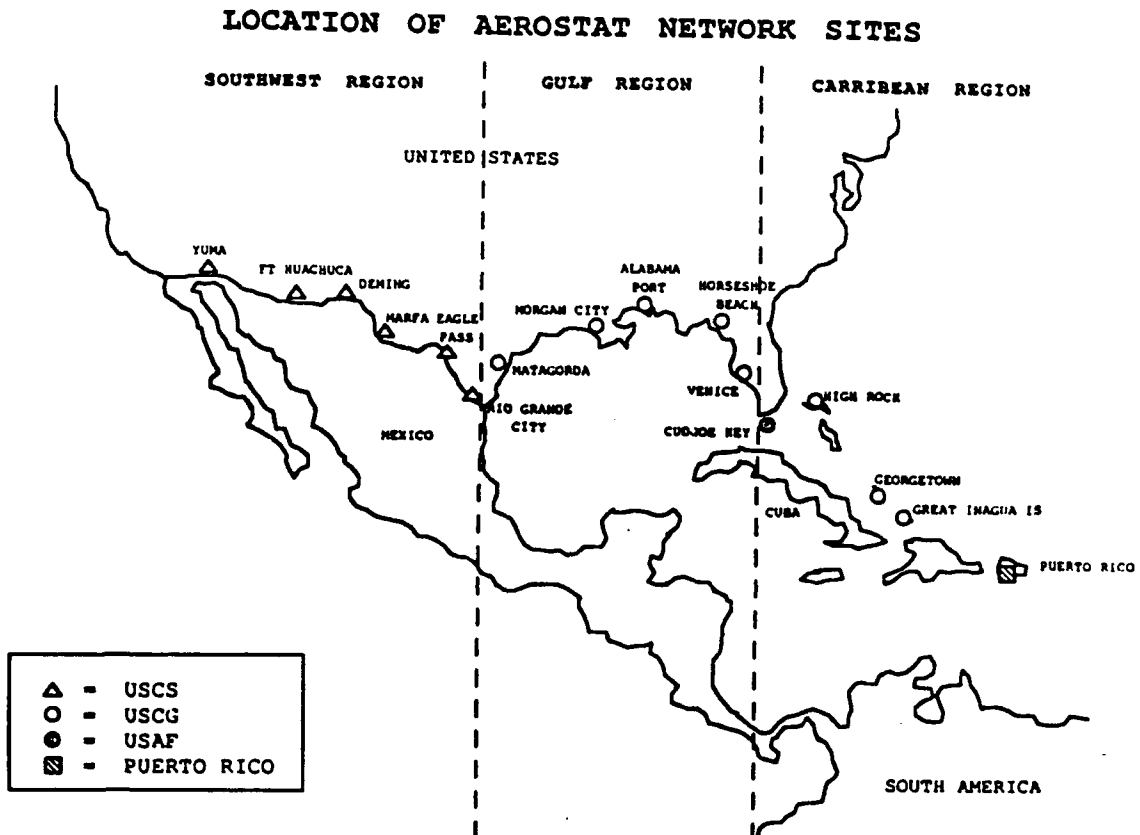 LOCATION OF AEROSTAT NETWORK SITES
SOUTHWEST REGION
GULF REGION
CARRIBEAN REGION
UNITED STATES
YUMA
FT HUACHUCA
DEMING
MARFA EAGLE
PASS
RIO GRANDE
CITY
MATAGORDA
MORGAN CITY
ALABAMA
PORT
HORSESHOE
BEACH
VENICE
CUDJOE KEY
HIGH ROCK
MEXICO
CUBA
GEORGETOWN
GREAT INAGUA IS
PUERTO RICO
△ = USCS
○ = USCG
◎ = USAF
▧ = PUERTO RICO
SOUTH AMERICA